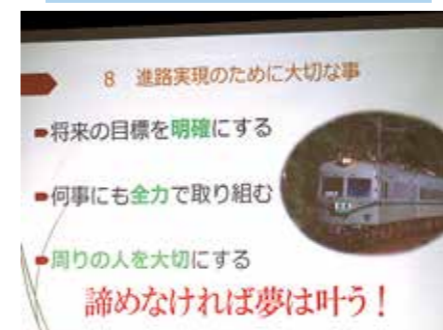 8 進路実現のために大切な事
将来の目標を明確にする
何事にも全力で取り組む
周りの人を大切にする
諦めなければ夢は叶う！